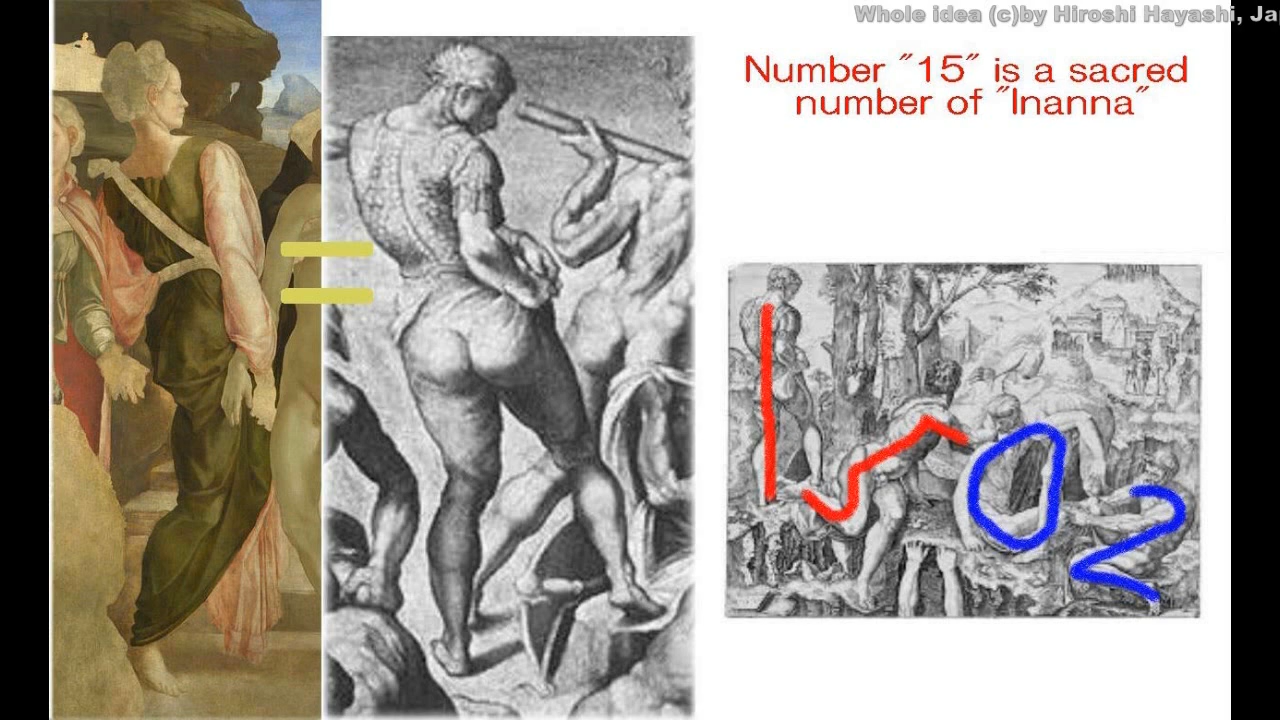 Whole idea (c)by Hiroshi Hayashi, Ja
Number "15" is a sacred
number of "Inanna"